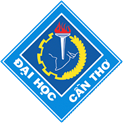 ĐẠI HỌC
CẦN THƠ